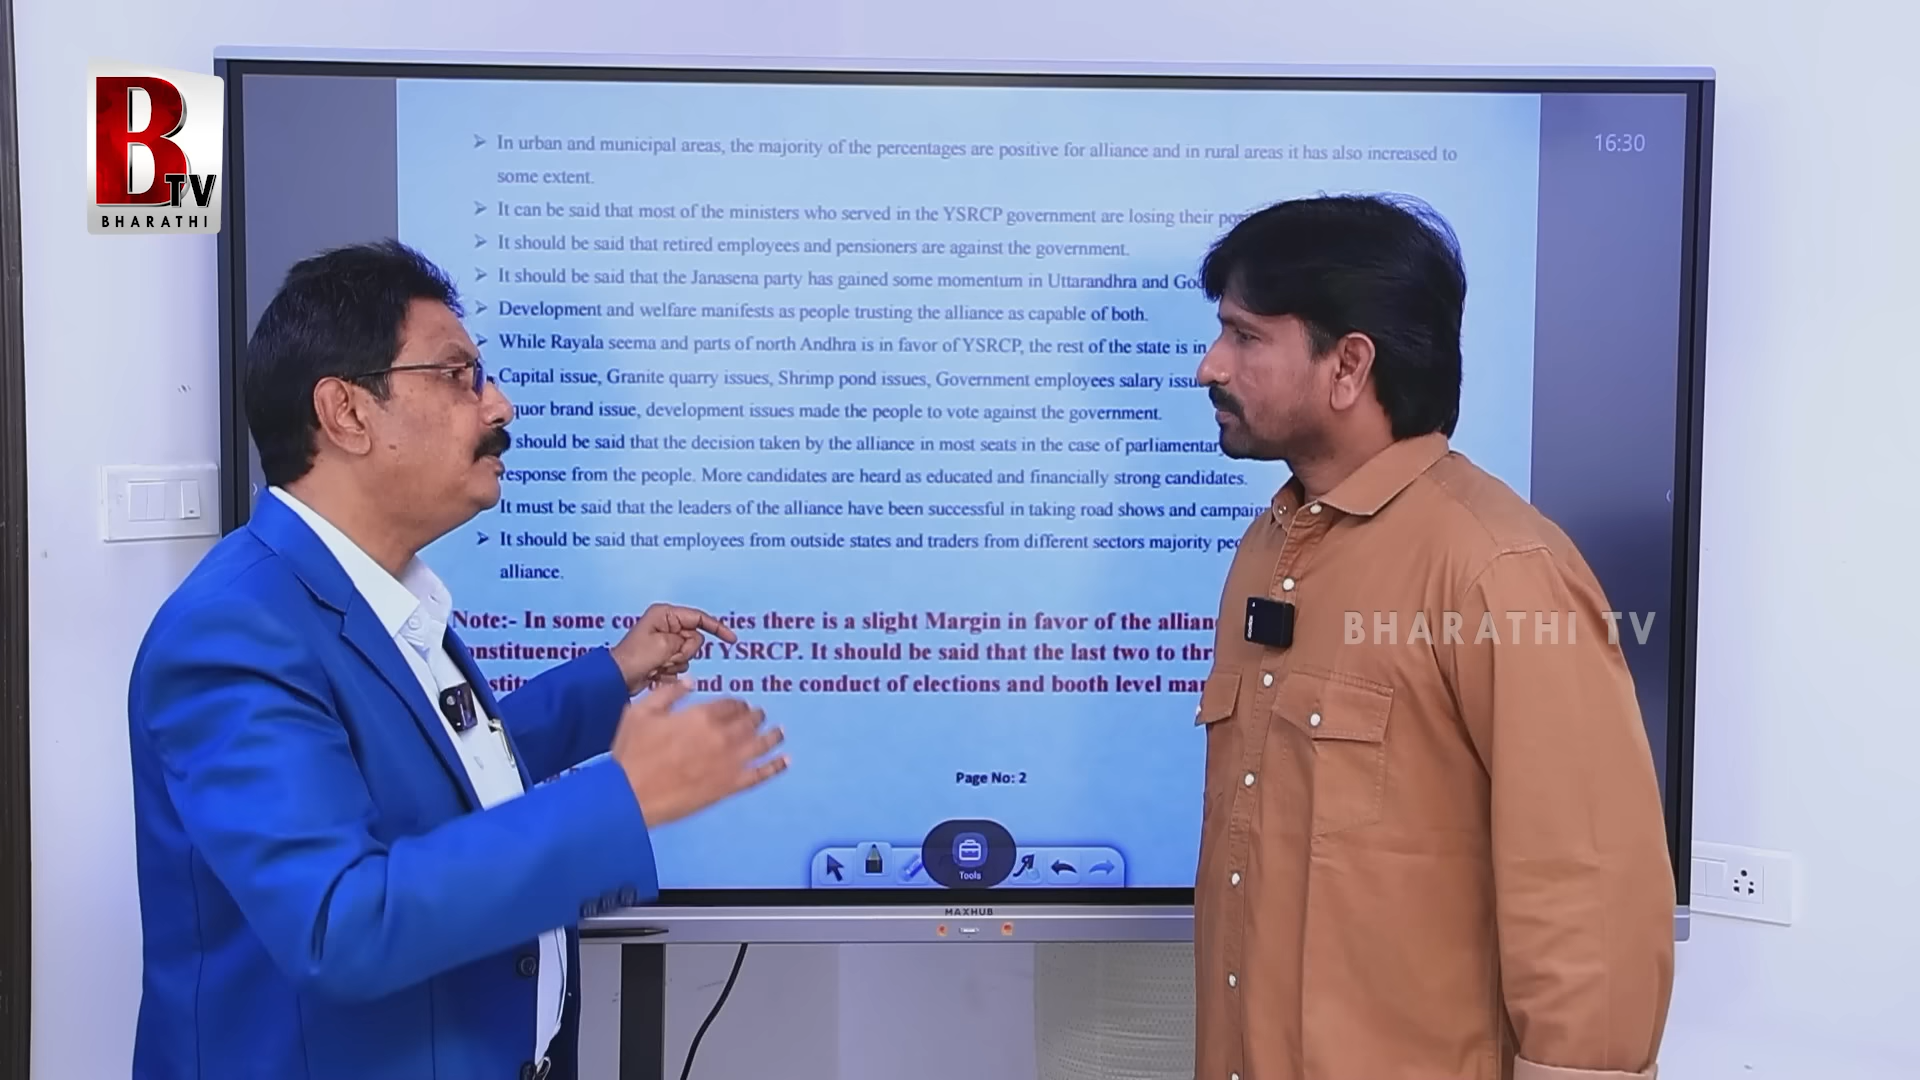 B
TV
BHARATHI
16:30
➢ In urban and municipal areas, the majority of the percentages are positive for alliance and in rural areas it has also increased to
some extent.
➢ It can be said that most of the ministers who served in the YSRCP government are losing their
➢ It should be said that retired employees and pensioners are against the government.
➢ It should be said that the Janasena party has gained some momentum in Uttarandhra and
➢ Development and welfare manifests as people trusting the alliance as capable of both.
➢ While Rayala seema and parts of north Andhra is in favor of YSRCP, the rest of the state is in
Capital issue, Granite quarry issues, Shrimp pond issues, Government employees salary
brand issue, development issues made the people to vote against the government.
should be said that the decision taken by the alliance in most seats in the case of
response from the people. More candidates are heard as educated and financially strong candidates.
It must be said that the leaders of the alliance have been successful in taking road shows and
➢ It should be said that employees from outside states and traders from different sectors majority
alliance.
Note:- In some there is a slight Margin in favor of the
of YSRCP. It should be said that the last two to
on the conduct of elections and booth level
Page No: 2
Tools
MAXHUB
BHARATHI TV